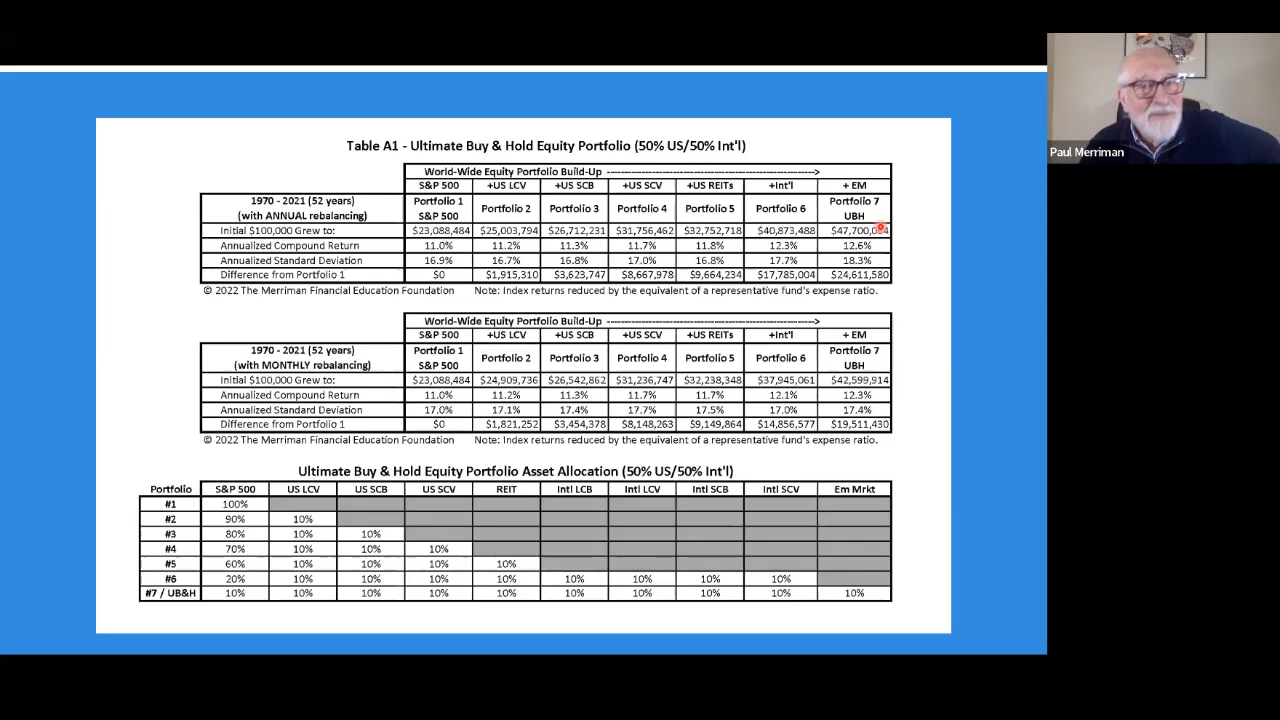 Paul Merriman
Table A1 - Ultimate Buy & Hold Equity Portfolio (50% US/50% Int'l)
World-Wide Equity Portfolio Build-Up ---------------------------------------------------->
S&P 500 +US LCV +US SCB +US SCV +US REITs +Int'l + EM
1970 - 2021 (52 years) (with ANNUAL rebalancing) Portfolio 1 S&P 500 Portfolio 2 Portfolio 3 Portfolio 4 Portfolio 5 Portfolio 6 Portfolio 7 UBH
Initial $100,000 Grew to: $23,088,484 $25,003,794 $26,712,231 $31,756,462 $32,752,718 $40,873,488
Annualized Compound Return 11.0% 11.2% 11.3% 11.7% 11.8% 12.3% 12.6%
Annualized Standard Deviation 16.9% 16.7% 16.8% 17.0% 16.8% 17.7% 18.3%
Difference from Portfolio 1 $0 $1,915,310 $3,623,747 $8,667,978 $9,664,234 $17,785,004 $24,611,580
© 2022 The Merriman Financial Education Foundation Note: Index returns reduced by the equivalent of a representative fund's expense ratio.
World-Wide Equity Portfolio Build-Up ---------------------------------------------------->
S&P 500 +US LCV +US SCB +US SCV +US REITs +Int'l + EM
1970 - 2021 (52 years) (with MONTHLY rebalancing) Portfolio 1 S&P 500 Portfolio 2 Portfolio 3 Portfolio 4 Portfolio 5 Portfolio 6 Portfolio 7 UBH
Initial $100,000 Grew to: $23,088,484 $24,909,736 $26,542,862 $31,236,747 $32,238,348 $37,945,061 $42,599,914
Annualized Compound Return 11.0% 11.2% 11.3% 11.7% 11.7% 12.1% 12.3%
Annualized Standard Deviation 17.0% 17.1% 17.4% 17.7% 17.5% 17.0% 17.4%
Difference from Portfolio 1 $0 $1,821,252 $3,454,378 $8,148,263 $9,149,864 $14,856,577 $19,511,430
© 2022 The Merriman Financial Education Foundation Note: Index returns reduced by the equivalent of a representative fund's expense ratio.
Ultimate Buy & Hold Equity Portfolio Asset Allocation (50% US/50% Int'l)
Portfolio S&P 500 US LCV US SCB US SCV REIT Intl LCB Intl LCV Intl SCB Intl SCV Em Mrkt
#1 100%
#2 90% 10%
#3 80% 10% 10%
#4 70% 10% 10% 10%
#5 60% 10% 10% 10% 10%
#6 20% 10% 10% 10% 10% 10% 10% 10% 10%
#7 / UB&H 10% 10% 10% 10% 10% 10% 10% 10% 10% 10%